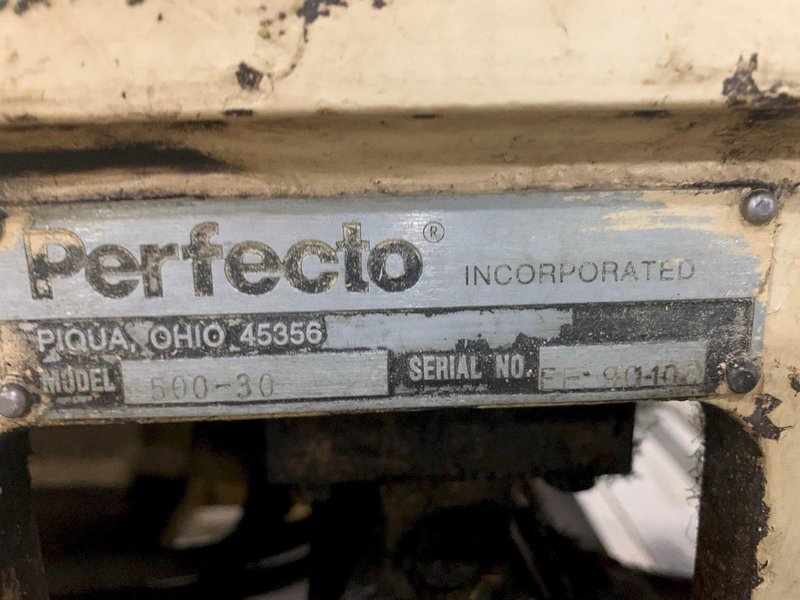 Perfecto® INCORPORATED
PIQUA, OHIO 45356
MODEL 500-30 SERIAL NO.